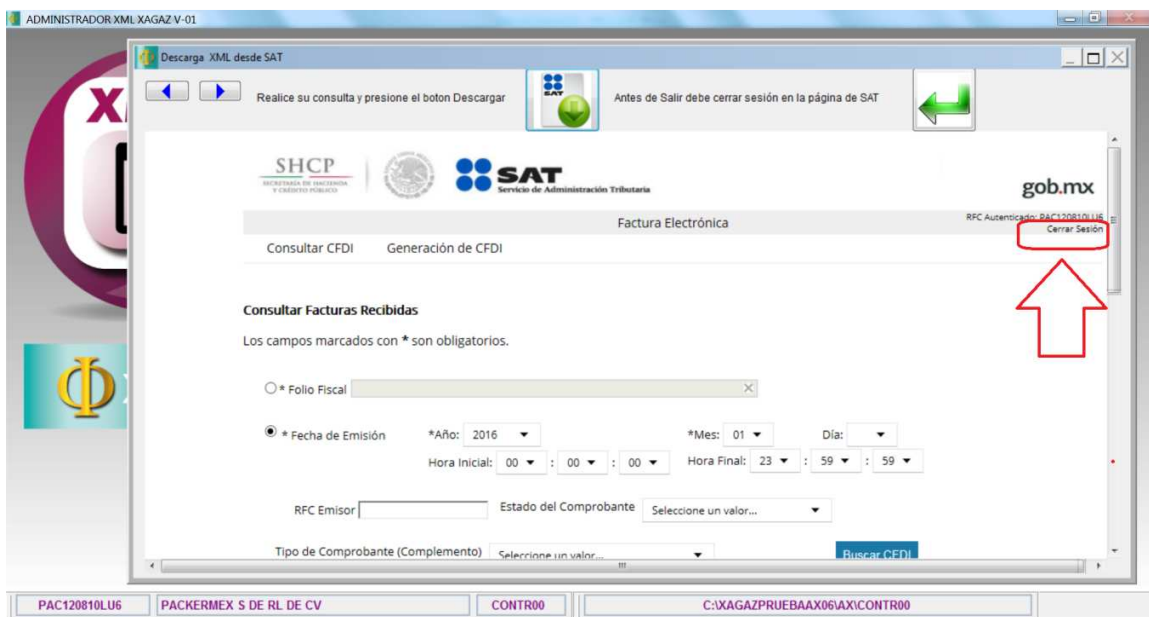 ADMINISTRADOR XML XAGAZ V-01
Descarga XML desde SAT
Realice su consulta y presione el boton Descargar
SAT
Antes de Salir debe cerrar sesión en la página de SAT
SHCP
SECRETARÍA DE HACIENDA
Y CRÉDITO PÚBLICO
SAT
Servicio de Administración Tributaria
gob.mx
Factura Electrónica
RFC Autenticado: PAC120810LU6
Cerrar Sesión
Consultar CFDI Generación de CFDI
Consultar Facturas Recibidas
Los campos marcados con * son obligatorios.
* Folio Fiscal
* Fecha de Emisión *Año: 2016 *Mes: 01 Día:
Hora Inicial: 00 : 00 : 00 Hora Final: 23 : 59 : 59
RFC Emisor Estado del Comprobante Seleccione un valor...
Tipo de Comprobante (Complemento) Seleccione un valor... Buscar CFDI
PAC120810LU6 PACKERMEX S DE RL DE CV CONTR00 C:\XAGAZPRUEBAAX06\AX\CONTR00